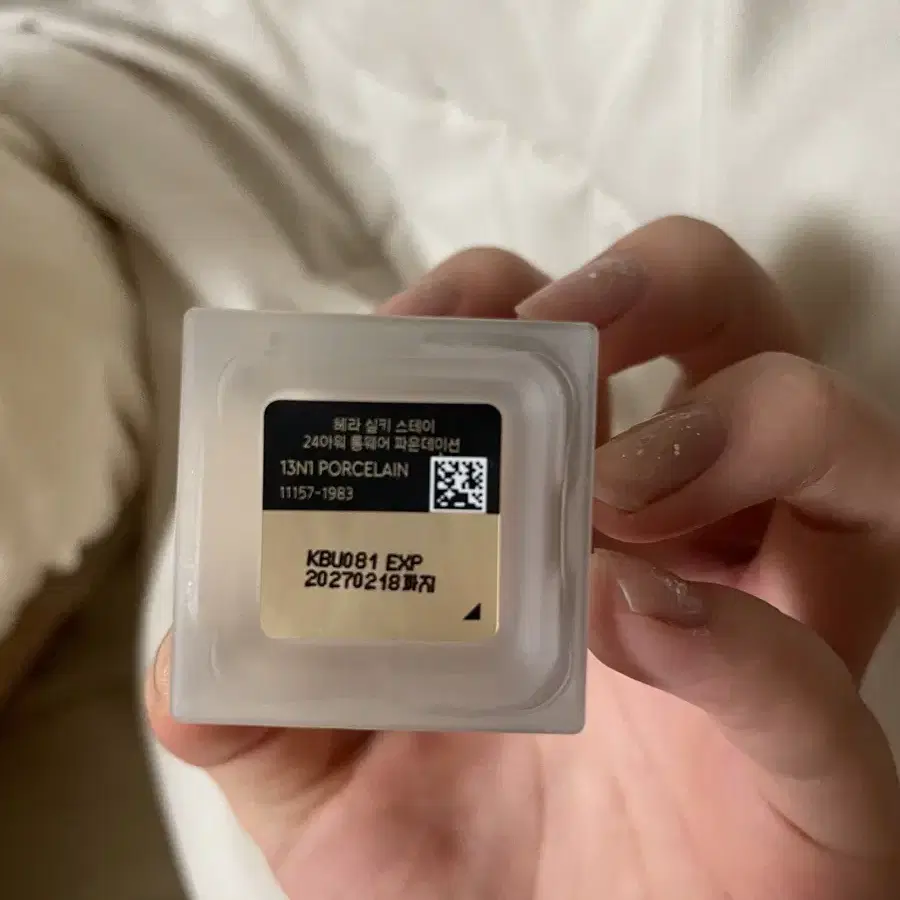 헤라 실키 스테이
24아워 롱웨어 파운데이션
13N1 PORCELAIN
11157-1983
KBU081 EXP
20270218까지